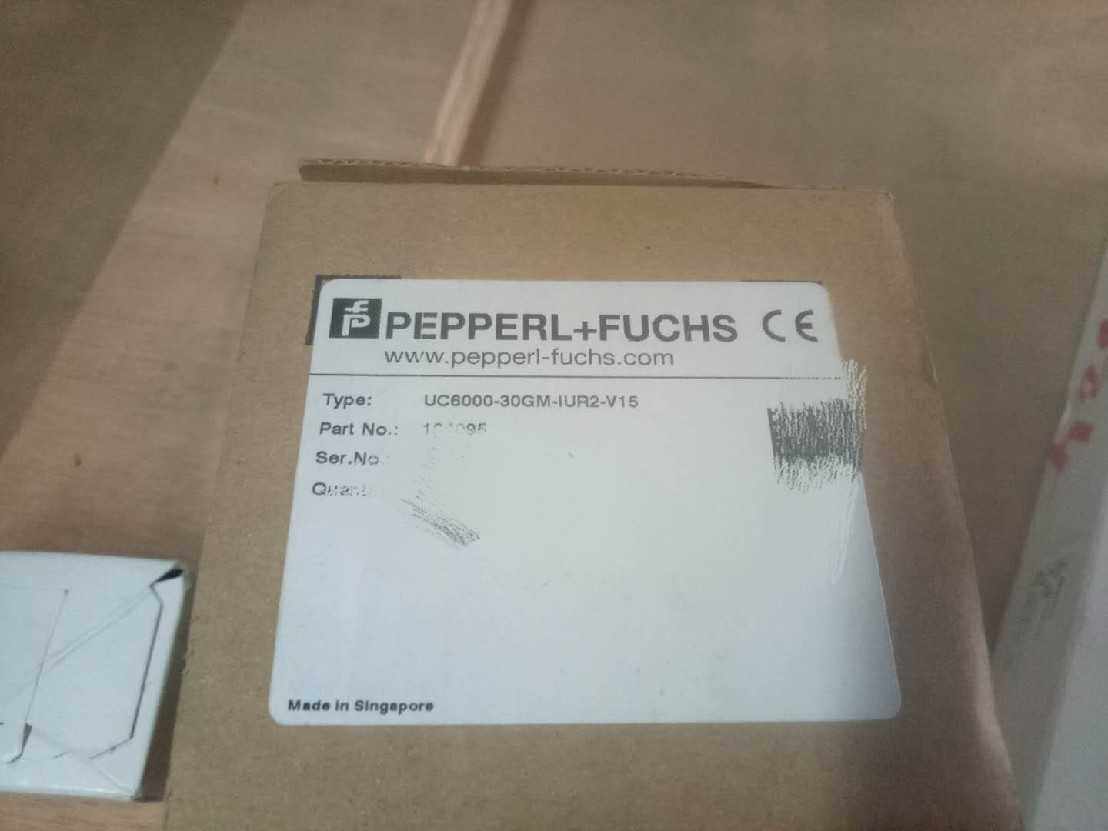 PEPPERL+FUCHS CE
www.pepperl-fuchs.com
Type: UC6000-30GM-IUR2-V15
Part No.:
Ser.No
Made in Singapore